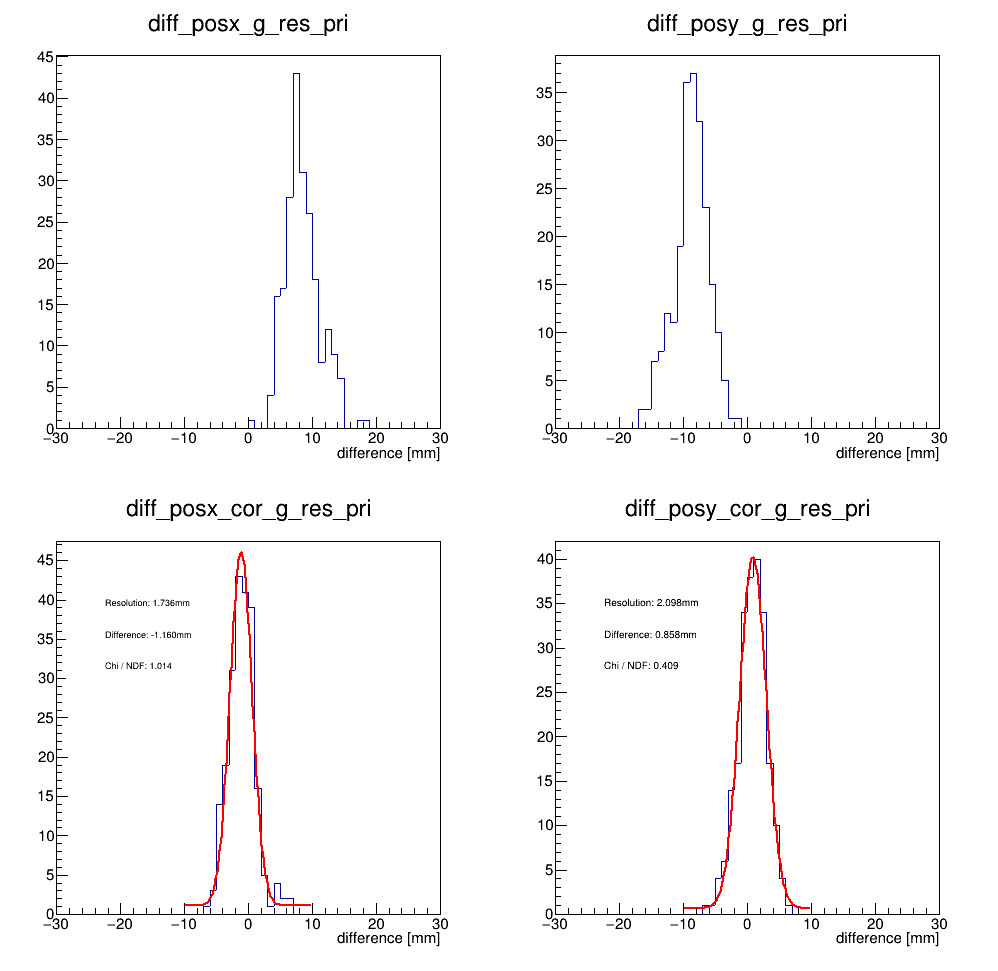 diff_posx_g_res_pri
45
40
35
30
25
20
15
10
5
0
−30 −20 −10 0 10 20 30
difference [mm]
diff_posy_g_res_pri
35
30
25
20
15
10
5
0
−30 −20 −10 0 10 20 30
difference [mm]
diff_posx_cor_g_res_pri
45
40
35
30
25
20
15
10
5
0
Resolution: 1.736mm
Difference: -1.160mm
Chi / NDF: 1.014
−30 −20 −10 0 10 20 30
difference [mm]
diff_posy_cor_g_res_pri
40
35
30
25
20
15
10
5
0
Resolution: 2.098mm
Difference: 0.858mm
Chi / NDF: 0.409
−30 −20 −10 0 10 20 30
difference [mm]